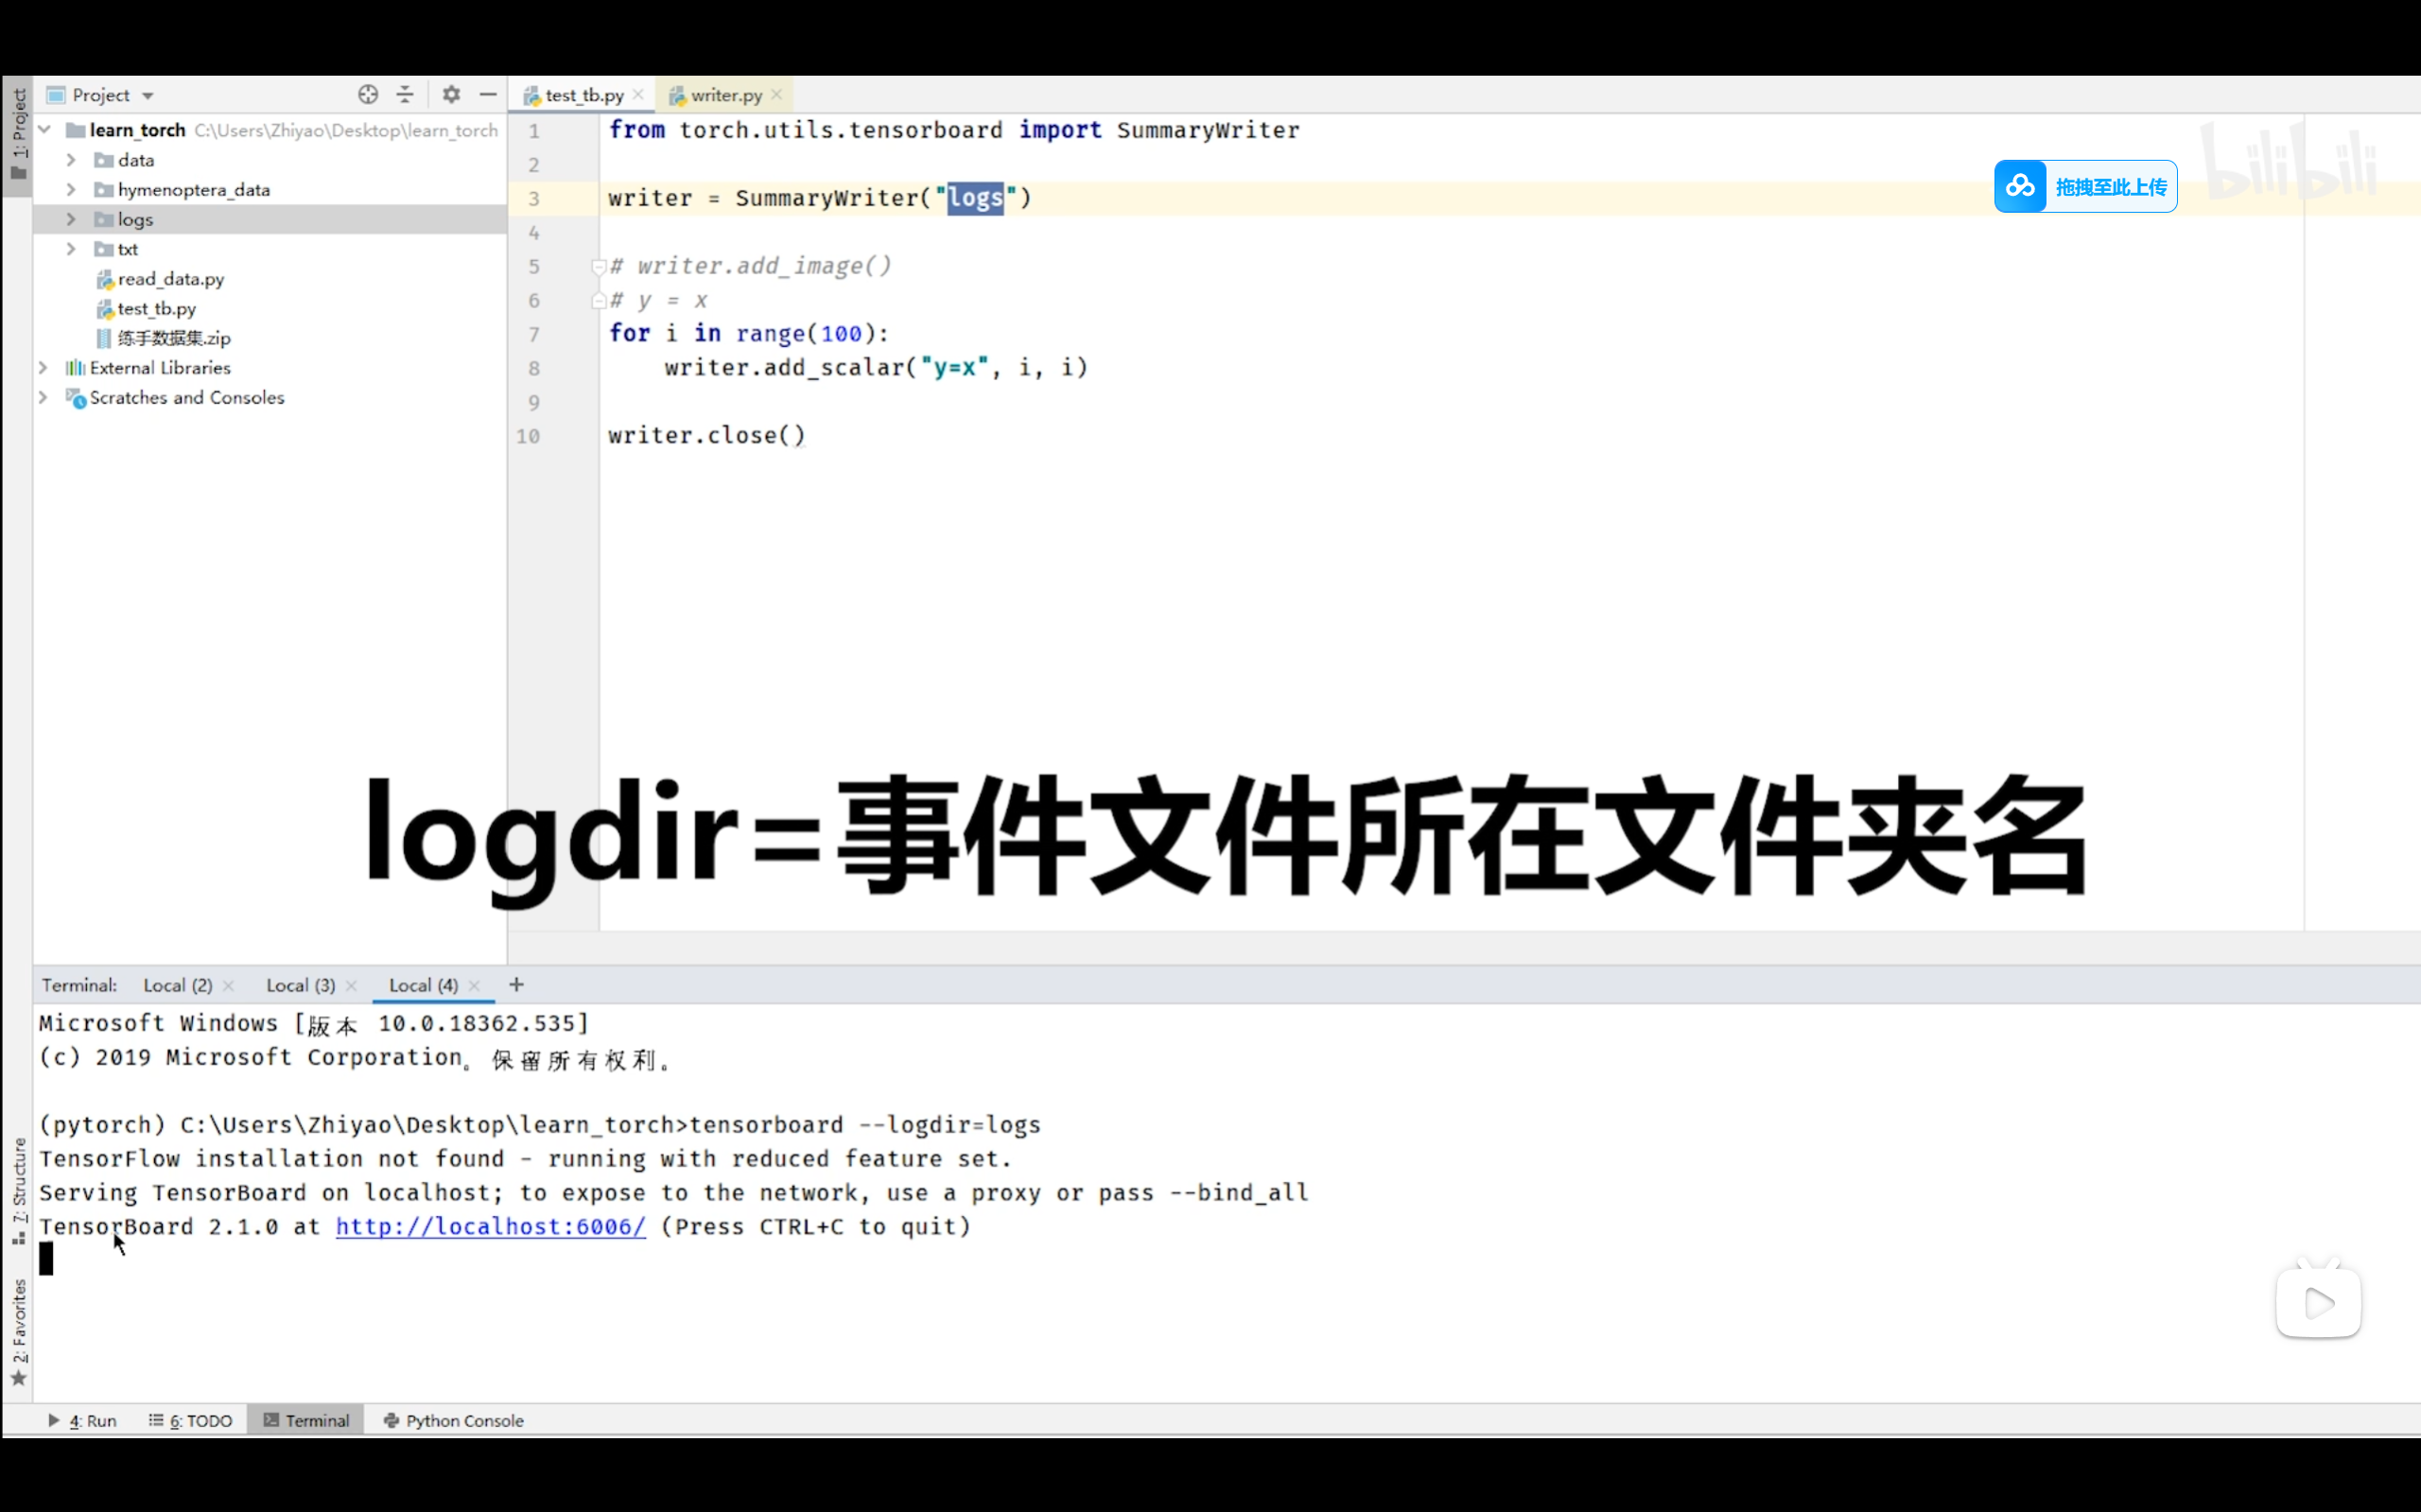 1: Project
Project
learn_torch C:\Users\Zhiyao\Desktop\learn_torch
data
hymenoptera_data
logs
txt
read_data.py
test_tb.py
练手数据集.zip
External Libraries
Scratches and Consoles
test_tb.py
writer.py
1 from torch.utils.tensorboard import SummaryWriter
2
3 writer = SummaryWriter("logs")
4
5 # writer.add_image()
6 # y = x
7 for i in range(100):
8 writer.add_scalar("y=x", i, i)
9
10 writer.close()
拖拽至此上传
bilibili
logdir=事件文件所在文件夹名
Terminal: Local (2) Local (3) Local (4) +
Microsoft Windows [版本 10.0.18362.535]
(c) 2019 Microsoft Corporation。保留所有权利。
(pytorch) C:\Users\Zhiyao\Desktop\learn_torch>tensorboard --logdir=logs
TensorFlow installation not found - running with reduced feature set.
Serving TensorBoard on localhost; to expose to the network, use a proxy or pass --bind_all
TensorBoard 2.1.0 at http://localhost:6006/ (Press CTRL+C to quit)
7: Structure
2: Favorites
4: Run 6: TODO Terminal Python Console